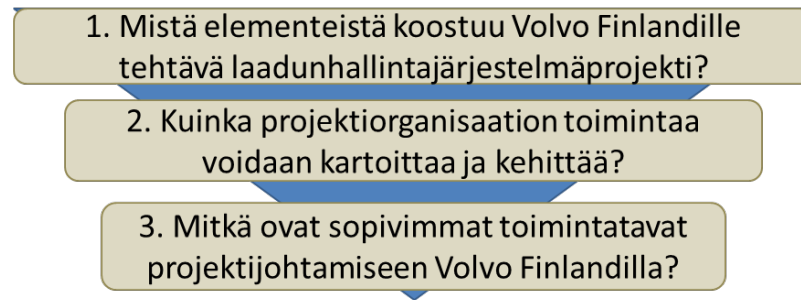 1. Mistä elementeistä koostuu Volvo Finlandille
tehtävä laadunhallintajärjestelmäprojekti?
2. Kuinka projektiorganisaation toimintaa
voidaan kartoittaa ja kehittää?
3. Mitkä ovat sopivimmat toimintatavat
projektijohtamiseen Volvo Finlandilla?